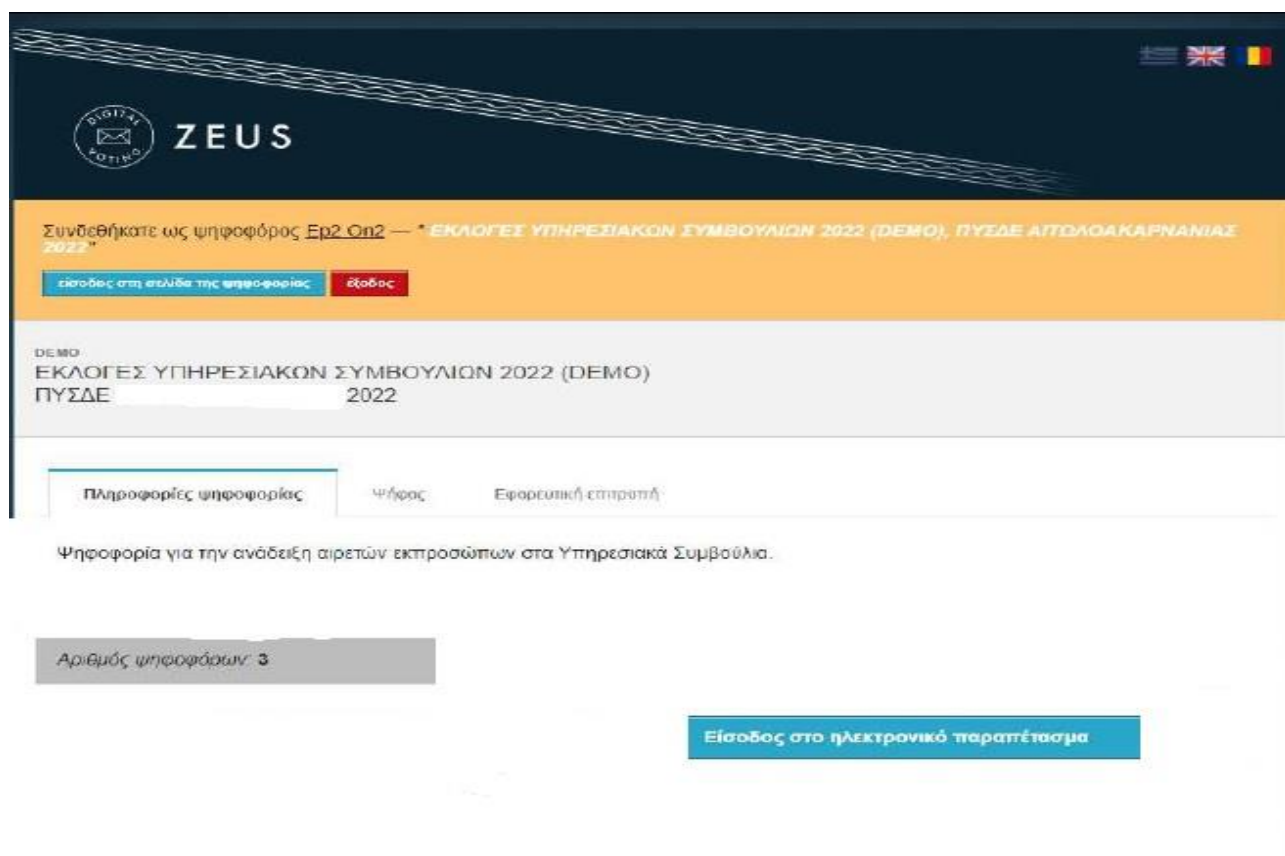 DIGITAL VOTING
ZEUS
Συνδεθήκατε ως ψηφοφόρος Ep2 On2 — " ΕΚΛΟΓΕΣ ΥΠΗΡΕΣΙΑΚΩΝ ΣΥΜΒΟΥΛΙΩΝ 2022 (DEMO), ΠΥΣΔΕ ΑΙΤΩΛΟΑΚΑΡΝΑΝΙΑΣ
2022"
είσοδος στη σελίδα της ψηφοφορίας έξοδος
DEMO
ΕΚΛΟΓΕΣ ΥΠΗΡΕΣΙΑΚΩΝ ΣΥΜΒΟΥΛΙΩΝ 2022 (DEMO)
ΠΥΣΔΕ 2022
Πληροφορίες ψηφοφορίας Ψήφος Εφορευτική επιτροπή
Ψηφοφορία για την ανάδειξη αιρετών εκπροσώπων στα Υπηρεσιακά Συμβούλια.
Αριθμός ψηφοφόρων: 3
Είσοδος στο ηλεκτρονικό παραπέτασμα